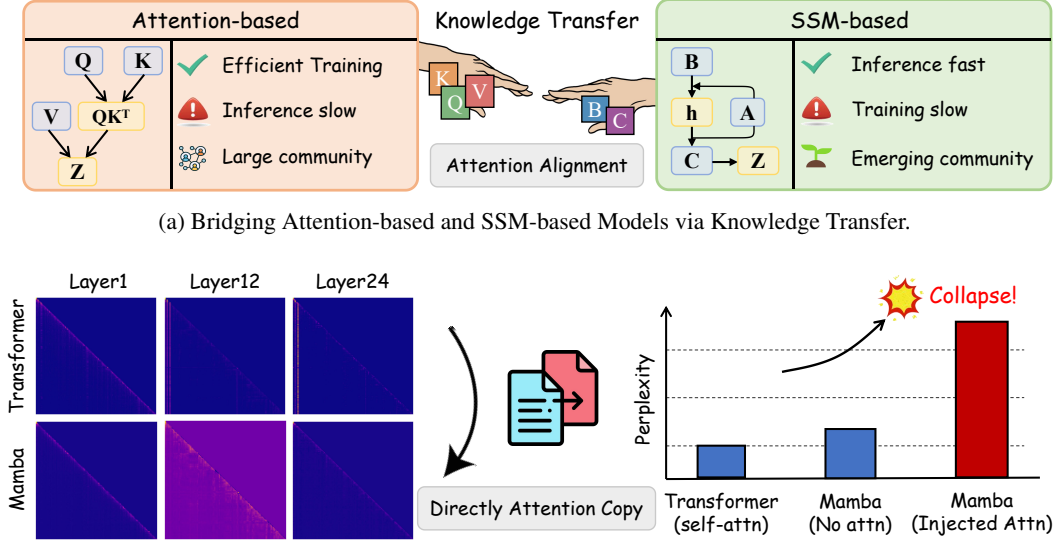 Attention-based
Knowledge Transfer
SSM-based
Q
K
V
QKᵀ
Z
Efficient Training
Inference slow
Large community
K
Q
V
B
C
Attention Alignment
B
h
A
C
Z
Inference fast
Training slow
Emerging community
(a) Bridging Attention-based and SSM-based Models via Knowledge Transfer.
Layer1
Layer12
Layer24
Transformer
Mamba
Directly Attention Copy
Collapse!
Perplexity
Transformer
(self-attn)
Mamba
(No attn)
Mamba
(Injected Attn)